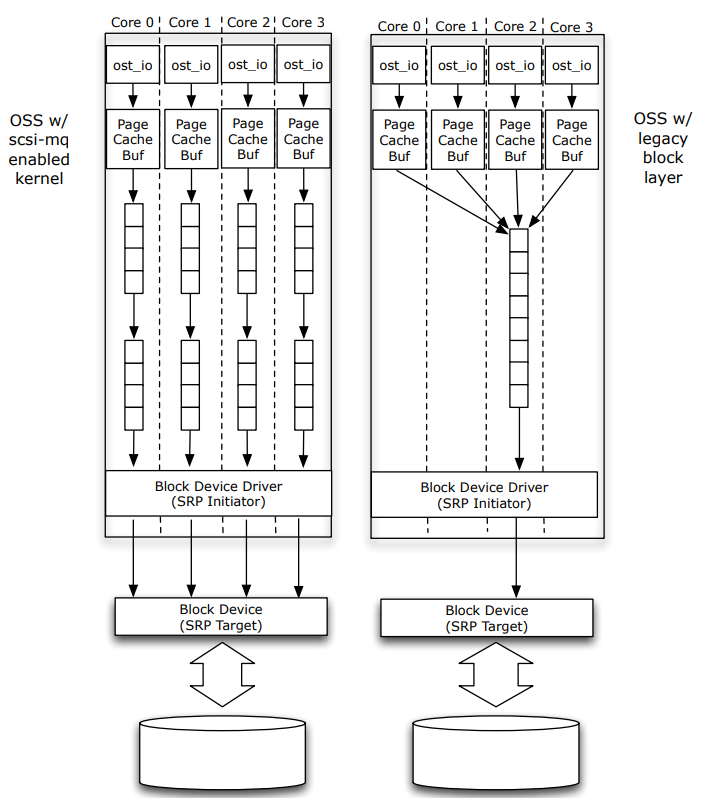 Core 0 Core 1 Core 2 Core 3
ost_io ost_io ost_io ost_io
Page Page Page Page
Cache Cache Cache Cache
Buf Buf Buf Buf
OSS w/
scsi-mq
enabled
kernel
Block Device Driver
(SRP Initiator)
Block Device
(SRP Target)
Core 0 Core 1 Core 2 Core 3
ost_io ost_io ost_io ost_io
Page Page Page Page
Cache Cache Cache Cache
Buf Buf Buf Buf
OSS w/
legacy
block
layer
Block Device Driver
(SRP Initiator)
Block Device
(SRP Target)